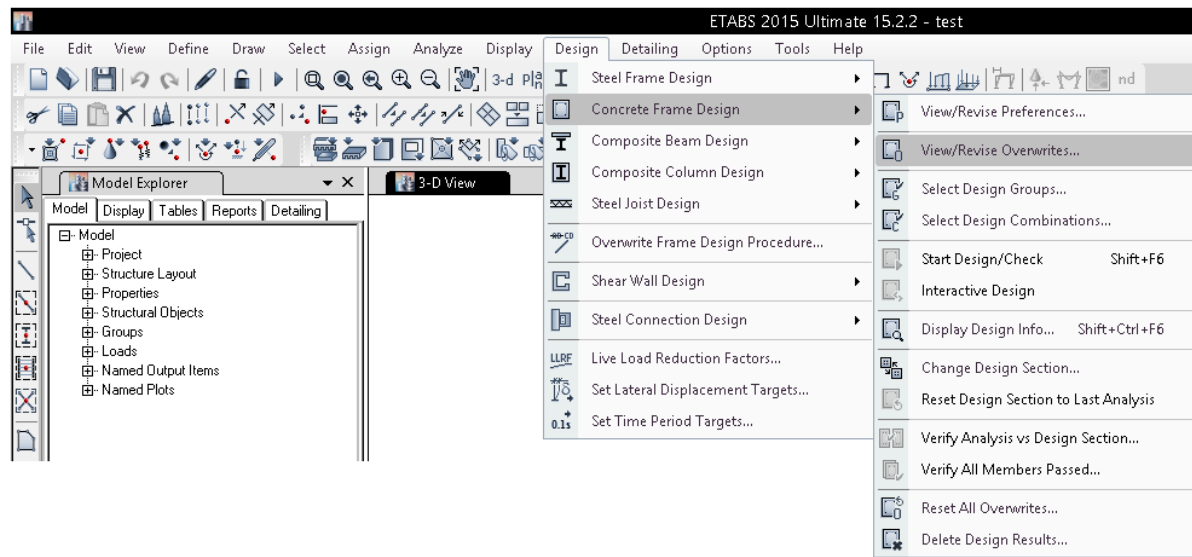 ETABS 2015 Ultimate 15.2.2 - test
File Edit View Define Draw Select Assign Analyze Display Design Detailing Options Tools Help
3-d
nd
Model Explorer
3-D View
Model Display Tables Reports Detailing
Model
Project
Structure Layout
Properties
Structural Objects
Groups
Loads
Named Output Items
Named Plots
Steel Frame Design
Concrete Frame Design
Composite Beam Design
Composite Column Design
Steel Joist Design
Overwrite Frame Design Procedure...
Shear Wall Design
Steel Connection Design
LLRF Live Load Reduction Factors...
Set Lateral Displacement Targets...
0.1s Set Time Period Targets...
View/Revise Preferences...
View/Revise Overwrites...
Select Design Groups...
Select Design Combinations...
Start Design/Check Shift+F6
Interactive Design
Display Design Info... Shift+Ctrl+F6
Change Design Section...
Reset Design Section to Last Analysis
Verify Analysis vs Design Section...
Verify All Members Passed...
Reset All Overwrites...
Delete Design Results...